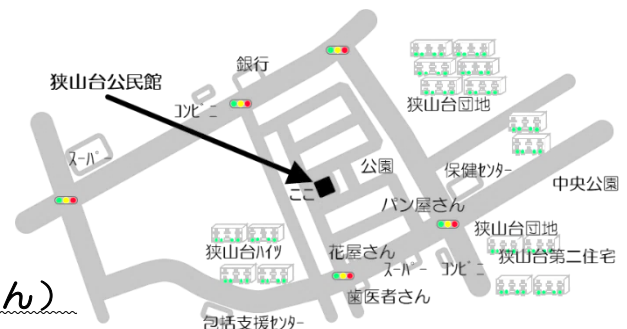 銀行
狭山台公民館
狭山台団地
ｺﾝﾋﾞﾆ
ｽｰﾊﾟｰ
公園
保健ｾﾝﾀｰ
中央公園
ここ
パン屋さん
狭山台団地
狭山台ﾊｲﾂ
花屋さん
狭山台第二住宅
ｽｰﾊﾟｰ
ｺﾝﾋﾞﾆ
ん）
歯医者さん
包括支援ｾﾝﾀｰ